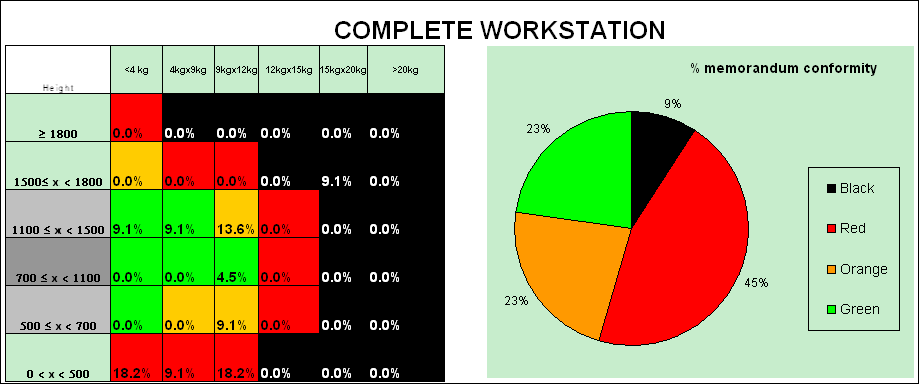 COMPLETE WORKSTATION
Height <4 kg 4kgx9kg 9kgx12kg 12kgx15kg 15kgx20kg >20kg
≥ 1800 0.0% 0.0% 0.0% 0.0% 0.0% 0.0%
1500≤ x < 1800 0.0% 0.0% 0.0% 0.0% 9.1% 0.0%
1100 ≤ x < 1500 9.1% 9.1% 13.6% 0.0% 0.0% 0.0%
700 ≤ x < 1100 0.0% 0.0% 4.5% 0.0% 0.0% 0.0%
500 ≤ x < 700 0.0% 0.0% 9.1% 0.0% 0.0% 0.0%
0 < x < 500 18.2% 9.1% 18.2% 0.0% 0.0% 0.0%
% memorandum conformity
9%
23%
45%
23%
Black
Red
Orange
Green